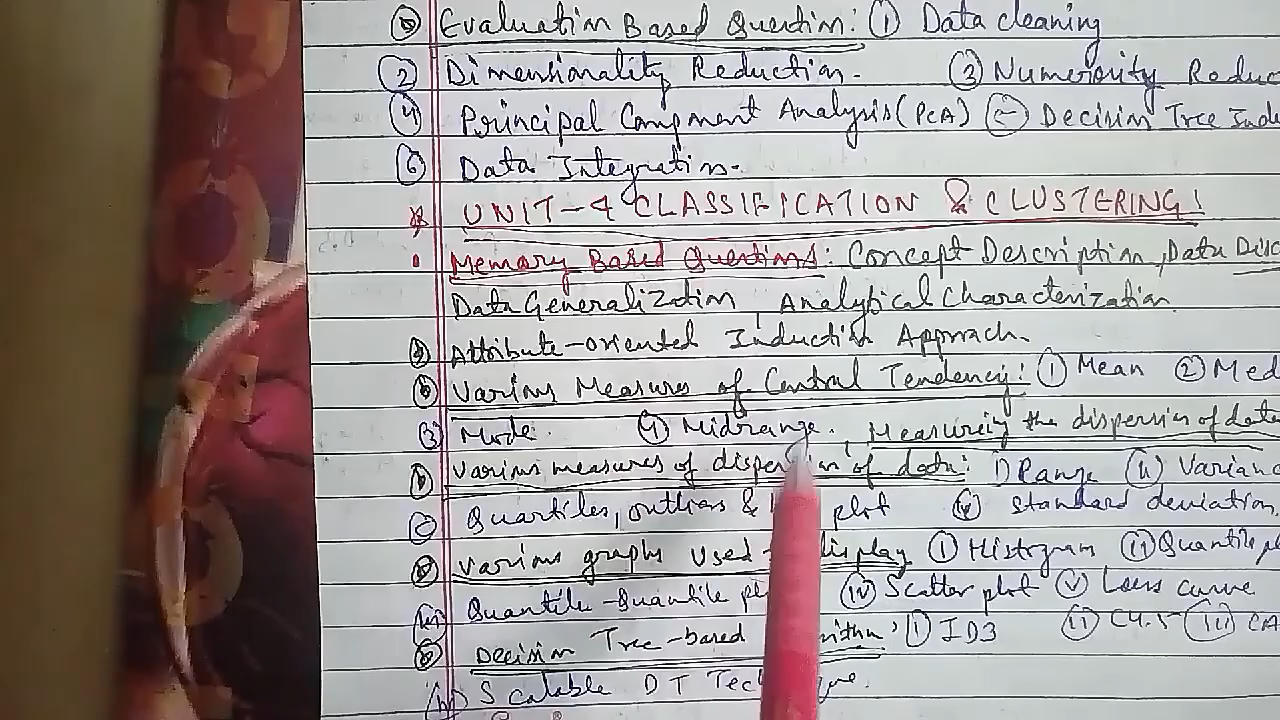 Evaluation Based Question: ① Data cleaning
② Dimensionality Reduction. ③ Numerosity Reduc
④ Principal Component Analysis (PCA) ⑤ Decision Tree Indu
⑥ Data Integration.
* UNIT-4 CLASSIFICATION & CLUSTERING!
• Memory Based Questions: Concept Description, Data Disc
Data Generalization, Analytical Characterization
Attribute-oriented Induction Approach.
Various Measures of Central Tendency: ① Mean ② Med
③ Mode. ④ Midrange. , Measuring the dispersion of data
Various measures of dispersion of data: i) Range (ii) Varianc
Quartiles, outliers & plot (iv) Standard deviation.
Various graphs Used display (i) Histogram (ii) Quantile pl
(iii) Quantile-Quantile pl (iv) Scatter plot (v) Loess curve
Decision Tree-based : (i) ID3 (ii) C4.5 (iii) CA
(iv) Scalable DT